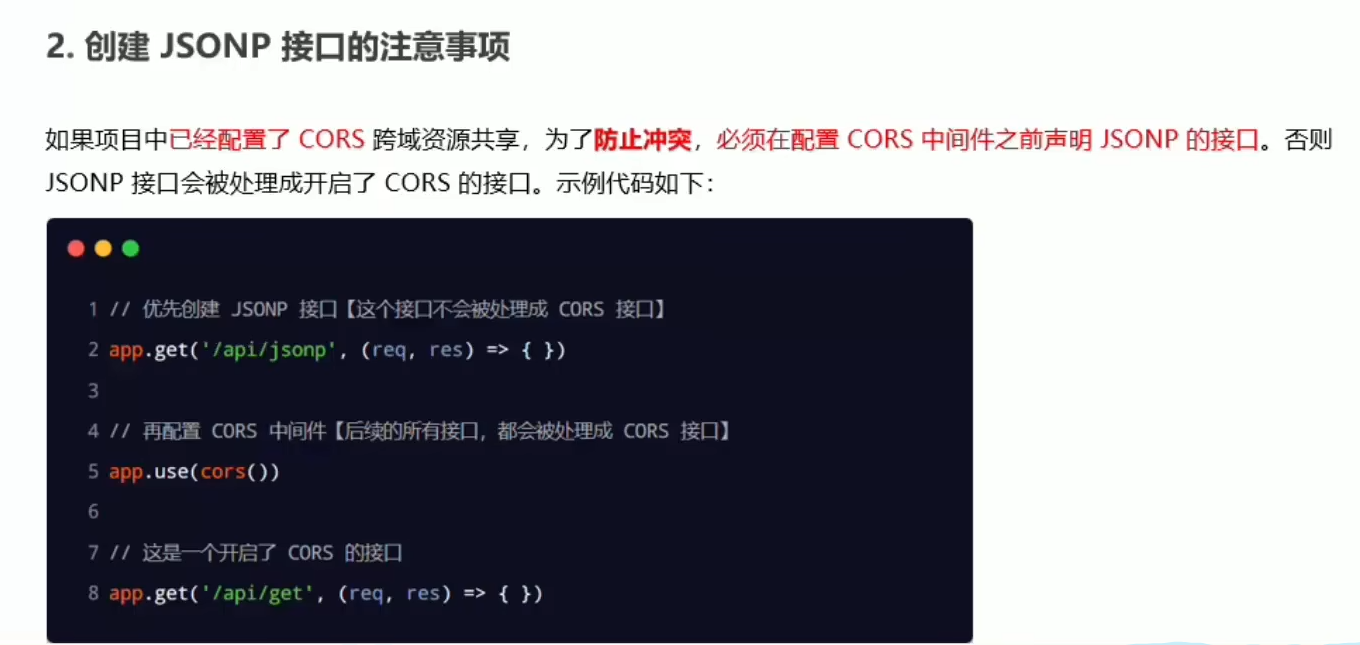 2. 创建 JSONP 接口的注意事项
如果项目中已经配置了 CORS 跨域资源共享，为了防止冲突，必须在配置 CORS 中间件之前声明 JSONP 的接口。否则
JSONP 接口会被处理成开启了 CORS 的接口。示例代码如下：
1 // 优先创建 JSONP 接口【这个接口不会被处理成 CORS 接口】
2 app.get('/api/jsonp', (req, res) => { })
3
4 // 再配置 CORS 中间件【后续的所有接口，都会被处理成 CORS 接口】
5 app.use(cors())
6
7 // 这是一个开启了 CORS 的接口
8 app.get('/api/get', (req, res) => { })